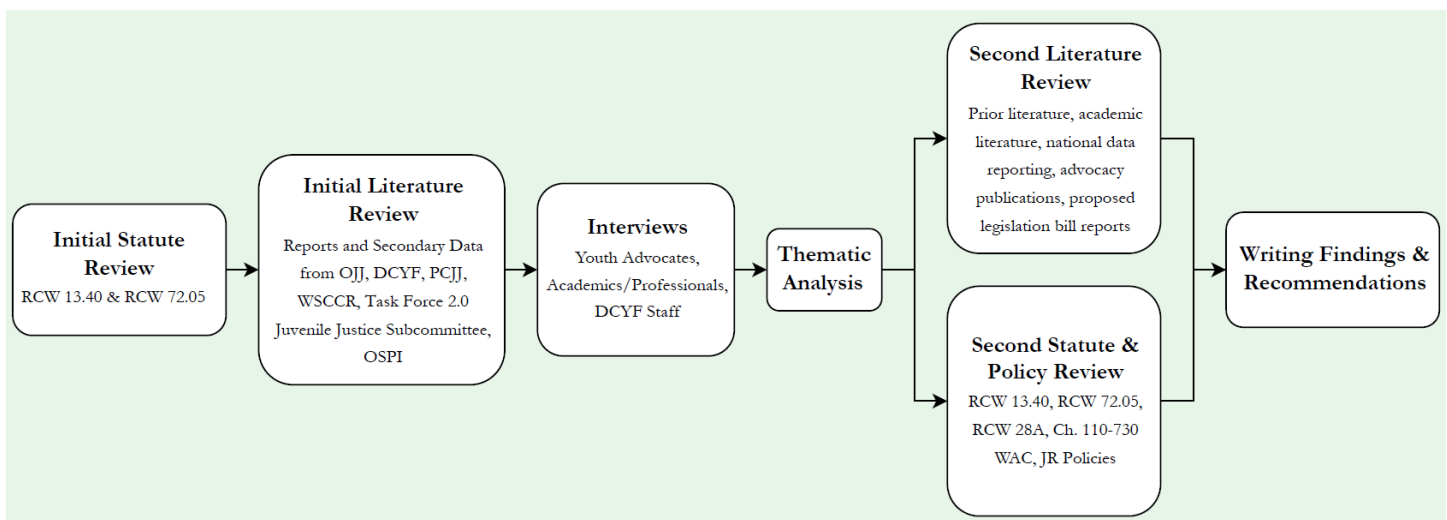 Initial Statute
Review
RCW 13.40 & RCW 72.05
Initial Literature
Review
Reports and Secondary Data
from OJJ, DCYF, PCJJ,
WSCCR, Task Force 2.0
Juvenile Justice Subcommittee,
OSPI
Interviews
Youth Advocates,
Academics/Professionals,
DCYF Staff
Thematic
Analysis
Second Literature
Review
Prior literature, academic
literature, national data
reporting, advocacy
publications, proposed
legislation bill reports
Second Statute &
Policy Review
RCW 13.40, RCW 72.05,
RCW 28A, Ch. 110-730
WAC, JR Policies
Writing Findings &
Recommendations